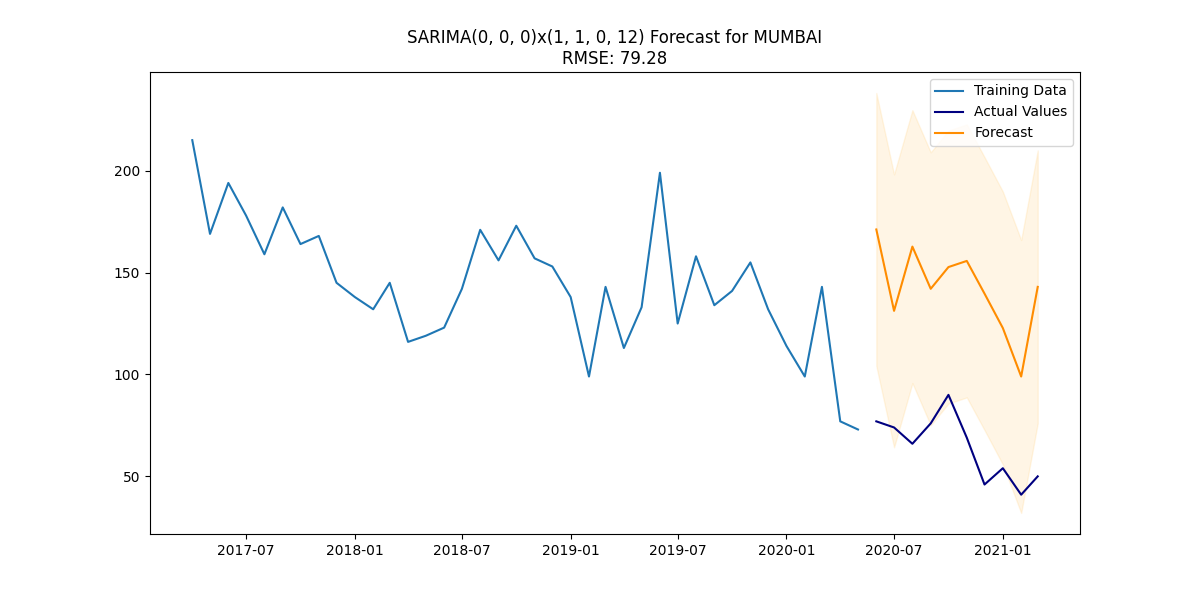 SARIMA(0, 0, 0)x(1, 1, 0, 12) Forecast for MUMBAI
RMSE: 79.28
Training Data
Actual Values
Forecast
200
150
100
50
2017-07 2018-01 2018-07 2019-01 2019-07 2020-01 2020-07 2021-01